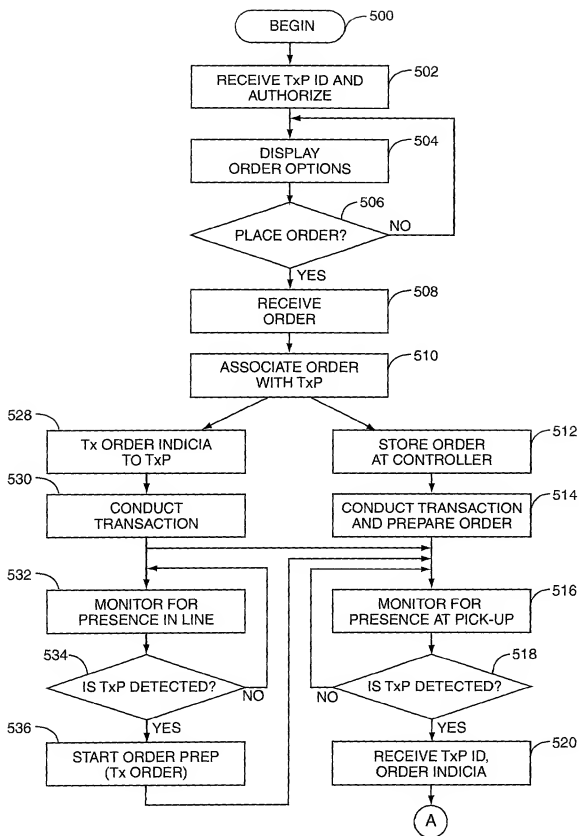 BEGIN
500
RECEIVE TxP ID AND
AUTHORIZE
502
DISPLAY
ORDER OPTIONS
504
PLACE ORDER?
506
NO
YES
RECEIVE
ORDER
508
ASSOCIATE ORDER
WITH TxP
510
528
Tx ORDER INDICIA
TO TxP
530
CONDUCT
TRANSACTION
532
MONITOR FOR
PRESENCE IN LINE
534
IS TxP DETECTED?
NO
YES
536
START ORDER PREP
(Tx ORDER)
STORE ORDER
AT CONTROLLER
512
CONDUCT TRANSACTION
AND PREPARE ORDER
514
MONITOR FOR
PRESENCE AT PICK-UP
516
IS TxP DETECTED?
518
NO
YES
RECEIVE TxP ID,
ORDER INDICIA
520
A